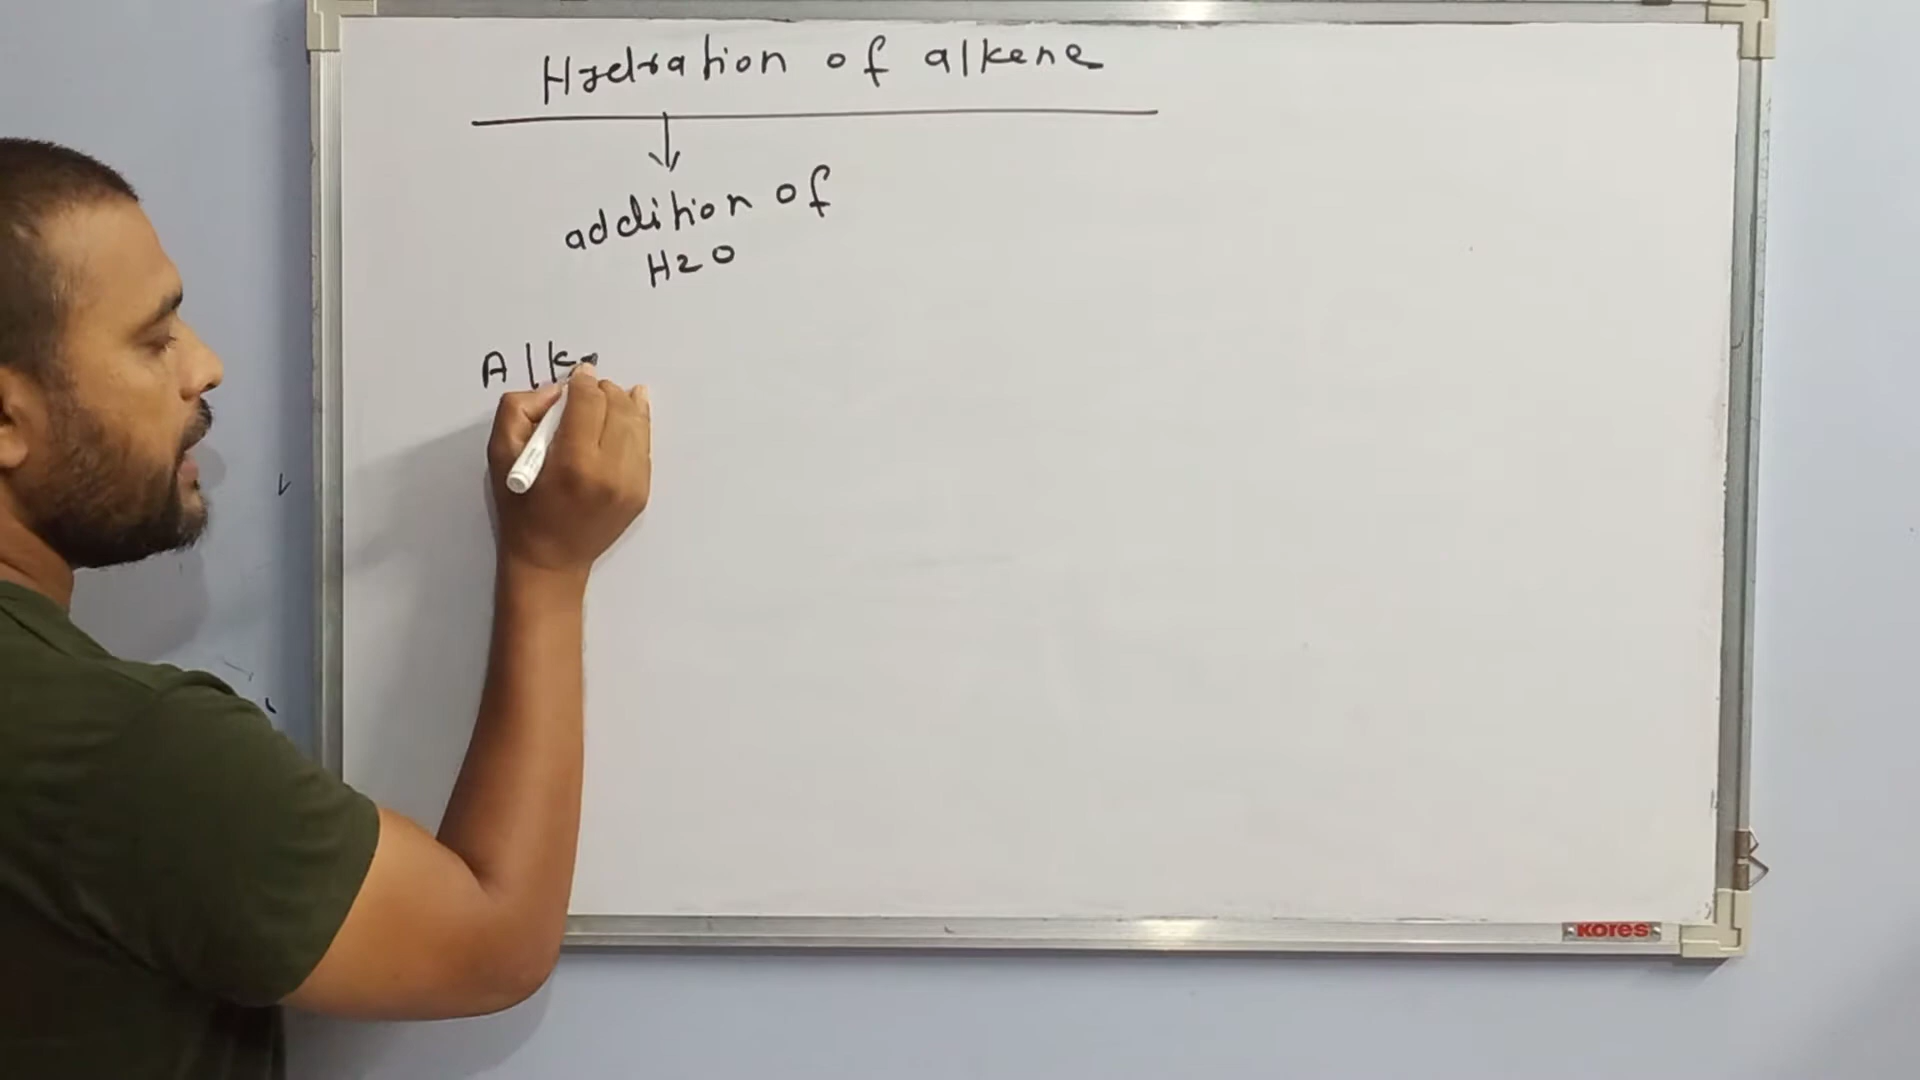 Hydration of alkene
addition of
H2O
Alk
KORES